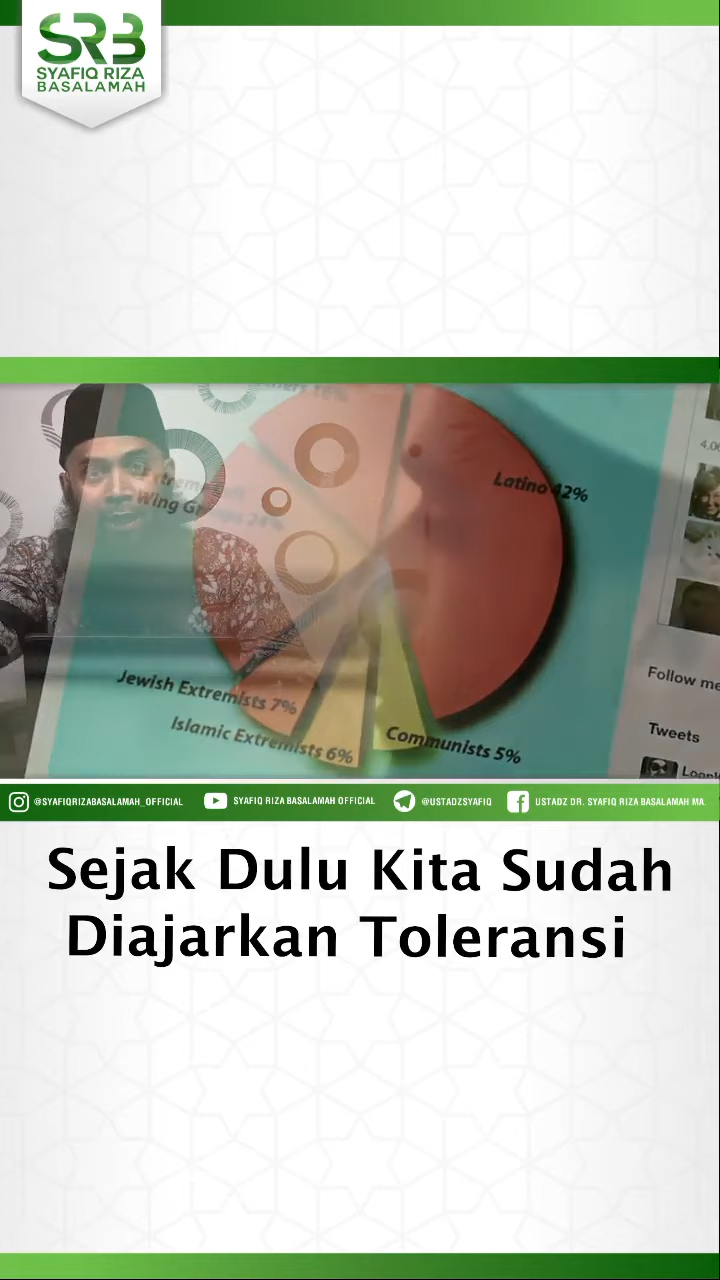 SRB
SYAFIQ RIZA
BASALAMAH
Latino 42%
Jewish Extremists 7%
Islamic Extremists 6%
Communists 5%
Follow me
Tweets
@SYAFIQRIZABASALAMAH_OFFICIAL
SYAFIQ RIZA BASALAMAH OFFICIAL
@USTADZSYAFIQ
USTADZ DR. SYAFIQ RIZA BASALAMAH MA.
Sejak Dulu Kita Sudah
Diajarkan Toleransi